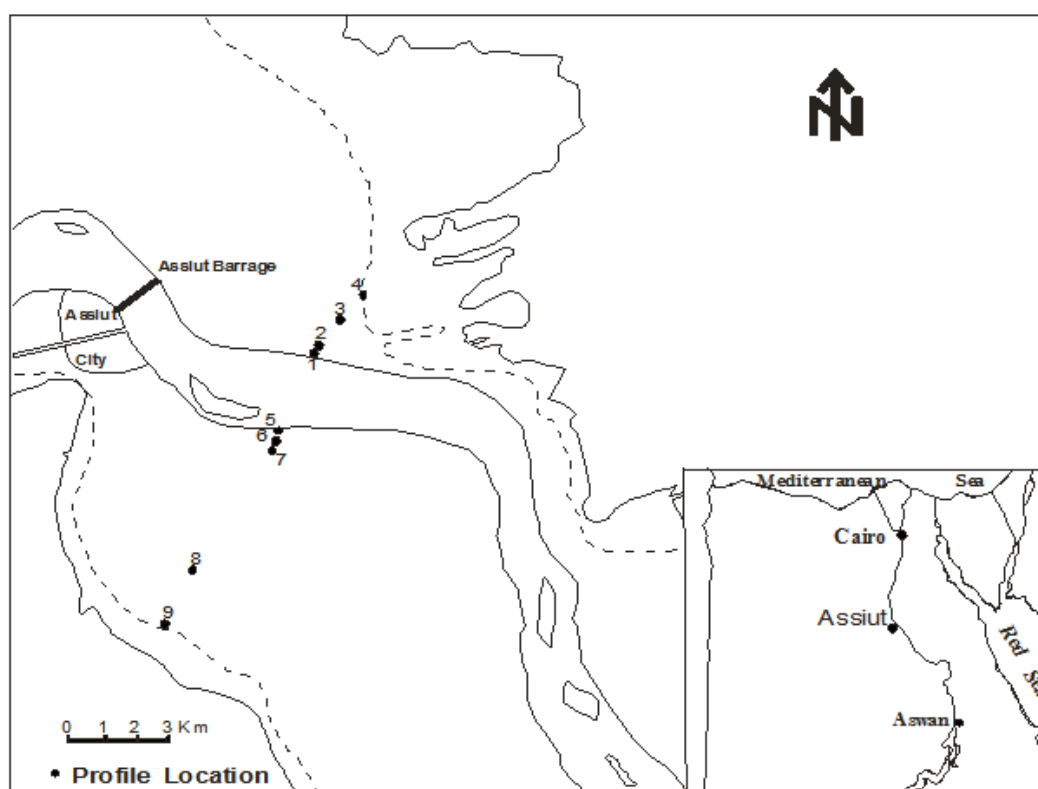 N
Assiut Barrage
Assiut
City
4
3
2
1
5
6
7
8
9
Mediterranean Sea
Cairo
Assiut
Red Sea
Aswan
0 1 2 3 Km
Profile Location